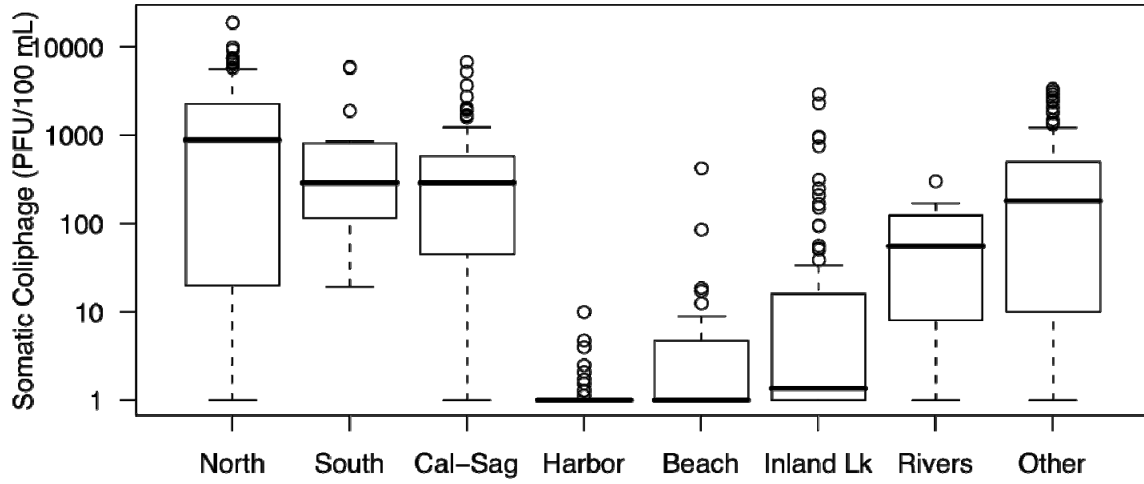 Somatic Coliphage (PFU/100 mL)
10000
1000
100
10
1
North South Cal-Sag Harbor Beach Inland Lk Rivers Other